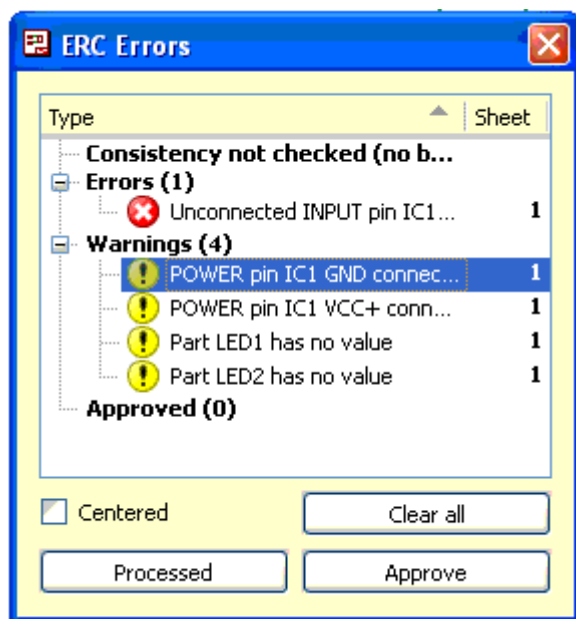 ERC Errors
Type Sheet
Consistency not checked (no b...
Errors (1)
Unconnected INPUT pin IC1... 1
Warnings (4)
POWER pin IC1 GND connec... 1
POWER pin IC1 VCC+ conn... 1
Part LED1 has no value 1
Part LED2 has no value 1
Approved (0)
Centered Clear all
Processed Approve